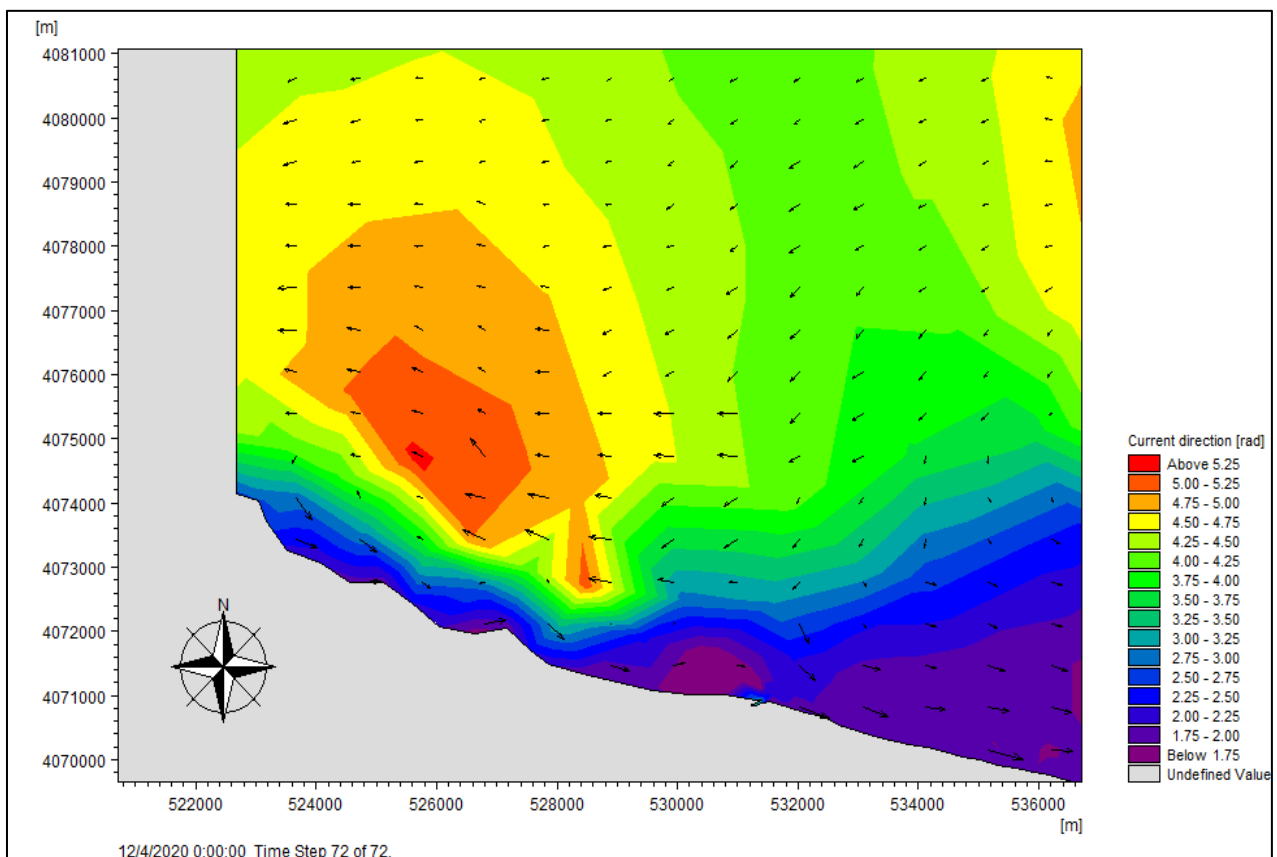 [m]
4081000
4080000
4079000
4078000
4077000
4076000
4075000
4074000
4073000
4072000
4071000
4070000
N
522000 524000 526000 528000 530000 532000 534000 536000
[m]
Current direction [rad]
Above 5.25
5.00 - 5.25
4.75 - 5.00
4.50 - 4.75
4.25 - 4.50
4.00 - 4.25
3.75 - 4.00
3.50 - 3.75
3.25 - 3.50
3.00 - 3.25
2.75 - 3.00
2.50 - 2.75
2.25 - 2.50
2.00 - 2.25
1.75 - 2.00
Below 1.75
Undefined Value
12/4/2020 0:00:00 Time Step 72 of 72.